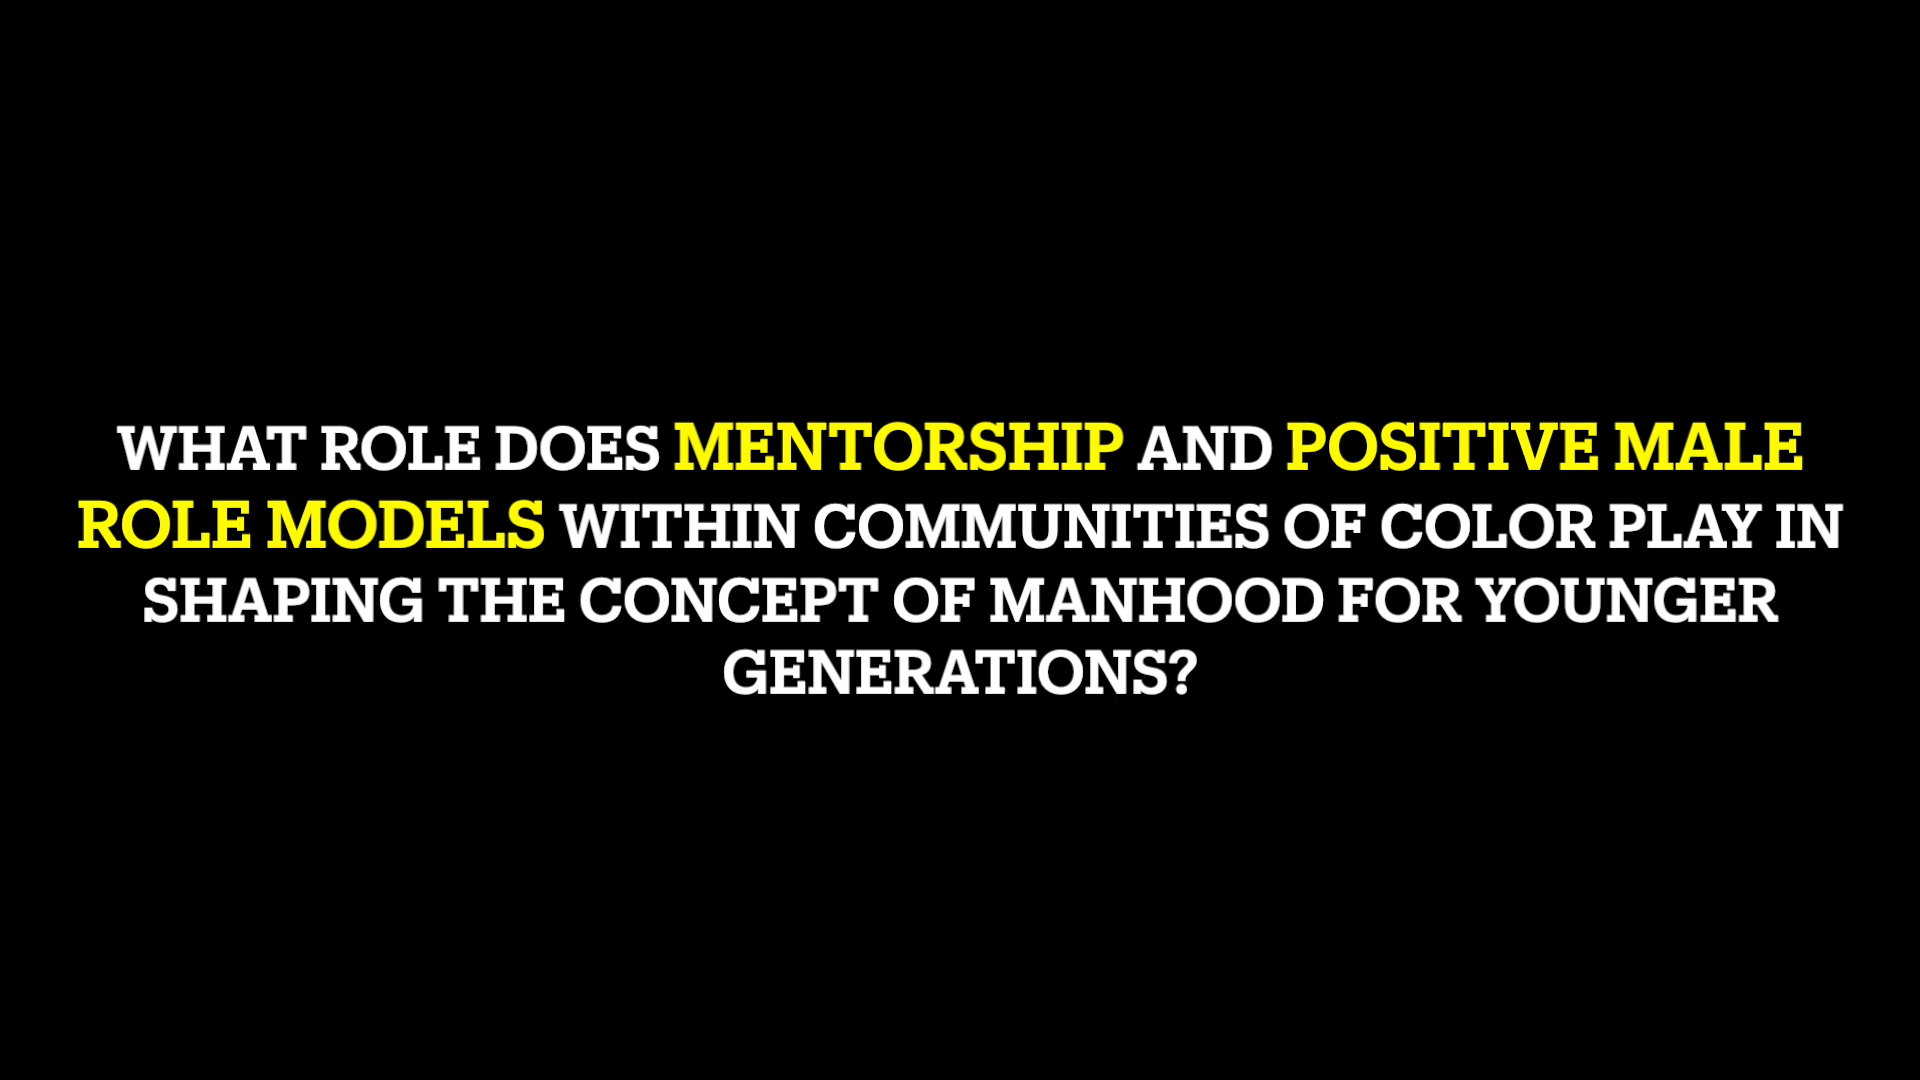 WHAT ROLE DOES MENTORSHIP AND POSITIVE MALE
ROLE MODELS WITHIN COMMUNITIES OF COLOR PLAY IN
SHAPING THE CONCEPT OF MANHOOD FOR YOUNGER
GENERATIONS?